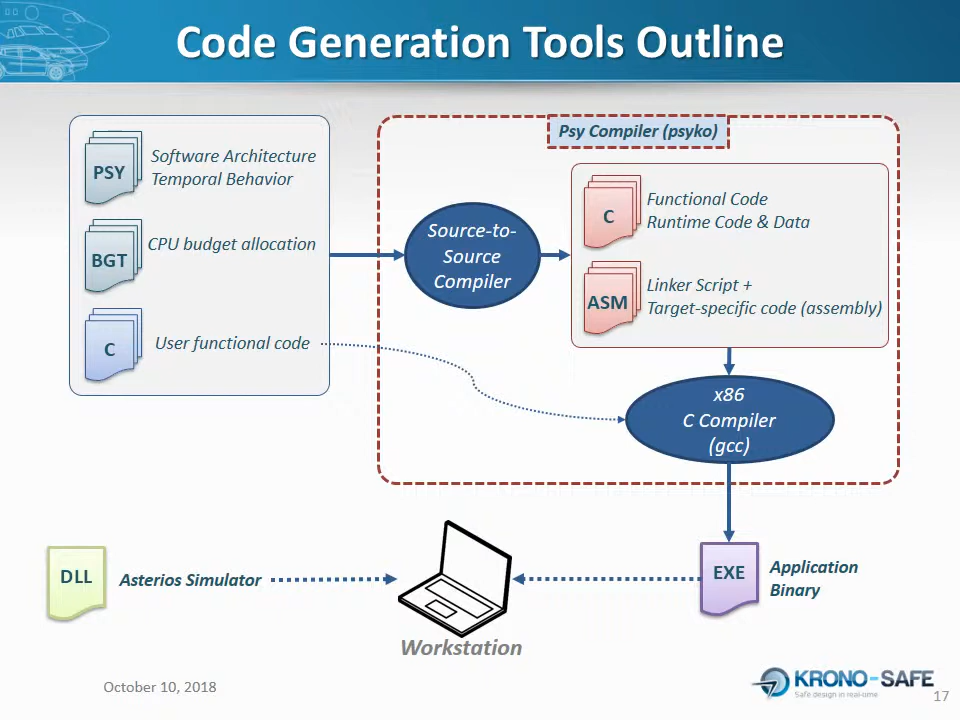 Code Generation Tools Outline
Psy Compiler (psyko)
PSY
Software Architecture
Temporal Behavior
BGT
CPU budget allocation
C
User functional code
Source-to-
Source
Compiler
C
Functional Code
Runtime Code & Data
ASM
Linker Script +
Target-specific code (assembly)
x86
C Compiler
(gcc)
DLL
Asterios Simulator
Workstation
EXE
Application
Binary
October 10, 2018
KRONO-SAFE
Safe design in real-time
17